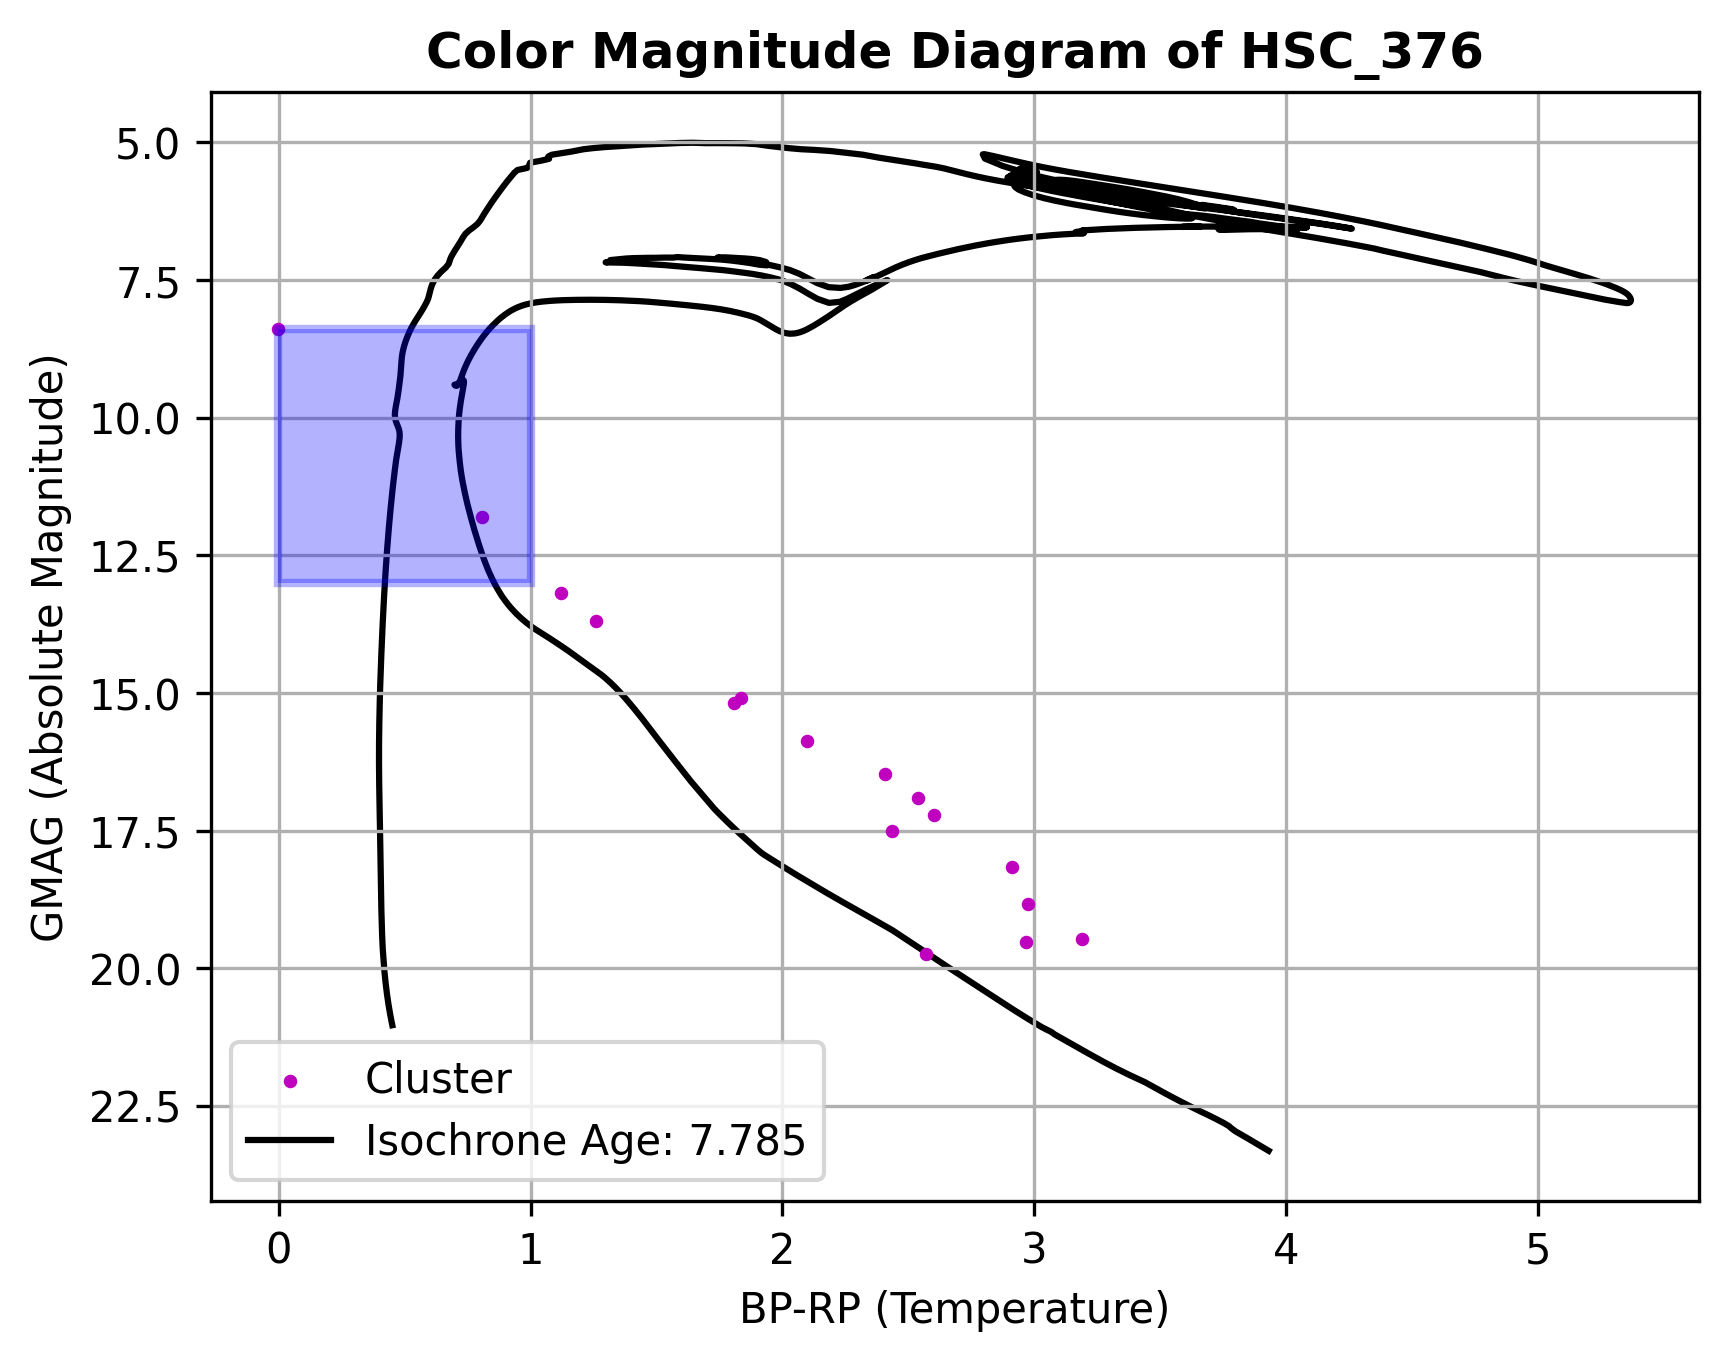 Color Magnitude Diagram of HSC_376
GMAG (Absolute Magnitude)
5.0
7.5
10.0
12.5
15.0
17.5
20.0
22.5
Cluster
Isochrone Age: 7.785
0 1 2 3 4 5
BP-RP (Temperature)